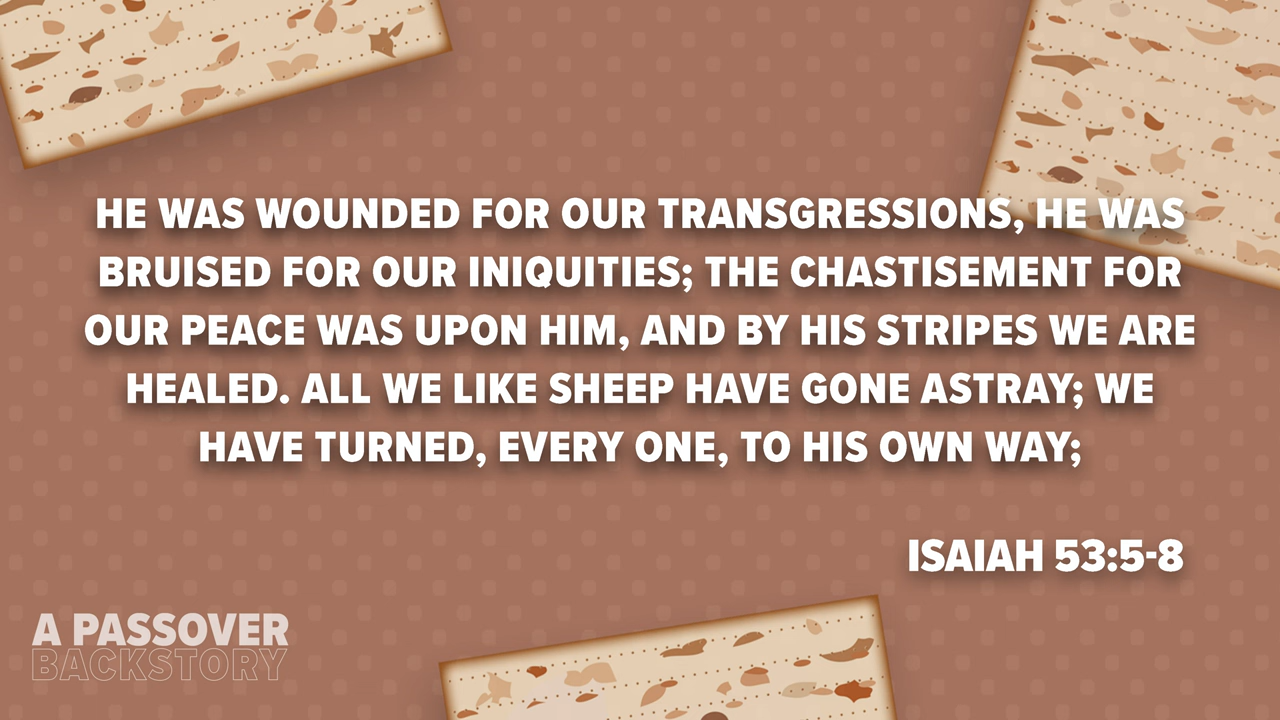 HE WAS WOUNDED FOR OUR TRANSGRESSIONS, HE WAS
BRUISED FOR OUR INIQUITIES; THE CHASTISEMENT FOR
OUR PEACE WAS UPON HIM, AND BY HIS STRIPES WE ARE
HEALED. ALL WE LIKE SHEEP HAVE GONE ASTRAY; WE
HAVE TURNED, EVERY ONE, TO HIS OWN WAY;
ISAIAH 53:5-8
A PASSOVER
BACKSTORY